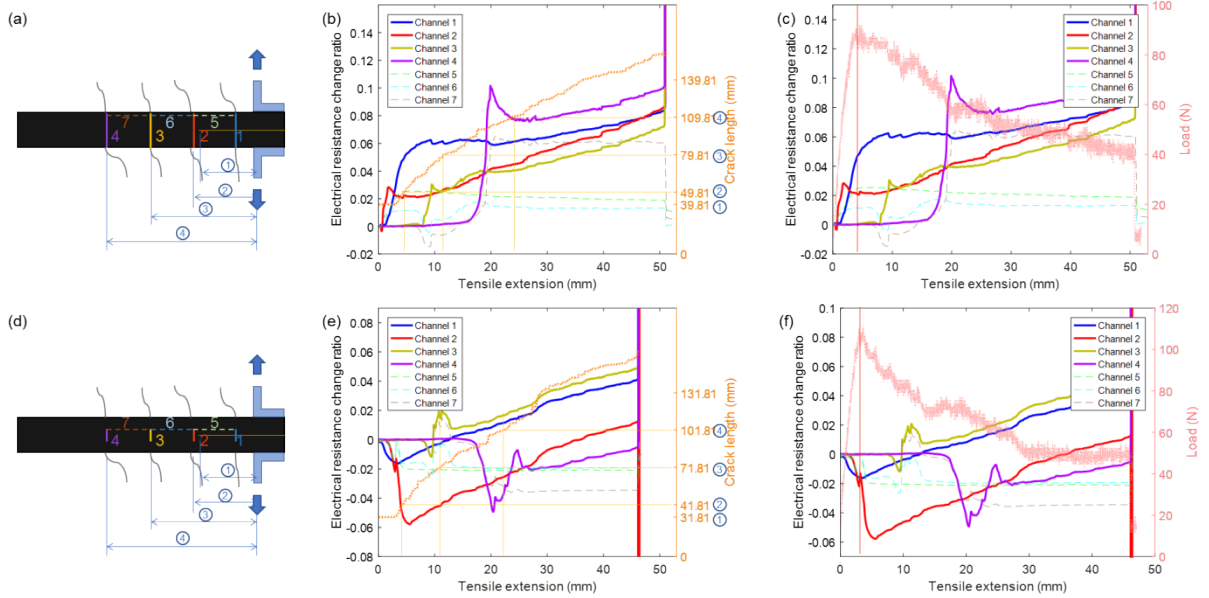 (a)
7
6
5
4
3
2
1
①
②
③
④
(b)
Electrical resistance change ratio
0.16
0.14
0.12
0.1
0.08
0.06
0.04
0.02
0
-0.02
Channel 1
Channel 2
Channel 3
Channel 4
Channel 5
Channel 6
Channel 7
0 10 20 30 40 50
Tensile extension (mm)
139.81
109.81
79.81
49.81
39.81
0
④
③
②
①
Crack length (mm)
(c)
Electrical resistance change ratio
0.16
0.14
0.12
0.1
0.08
0.06
0.04
0.02
0
-0.02
Channel 1
Channel 2
Channel 3
Channel 4
Channel 5
Channel 6
Channel 7
0 10 20 30 40 50
Tensile extension (mm)
100
80
60
40
20
0
Load (N)
(d)
7
6
5
4
3
2
1
①
②
③
④
(e)
Electrical resistance change ratio
0.08
0.06
0.04
0.02
0
-0.02
-0.04
-0.06
-0.08
Channel 1
Channel 2
Channel 3
Channel 4
Channel 5
Channel 6
Channel 7
0 10 20 30 40 50
Tensile extension (mm)
131.81
101.81
71.81
41.81
31.81
0
④
③
②
①
Crack length (mm)
(f)
Electrical resistance change ratio
0.1
0.08
0.06
0.04
0.02
0
-0.02
-0.04
-0.06
Channel 1
Channel 2
Channel 3
Channel 4
Channel 5
Channel 6
Channel 7
0 10 20 30 40 50
Tensile extension (mm)
120
100
80
60
40
20
0
Load (N)